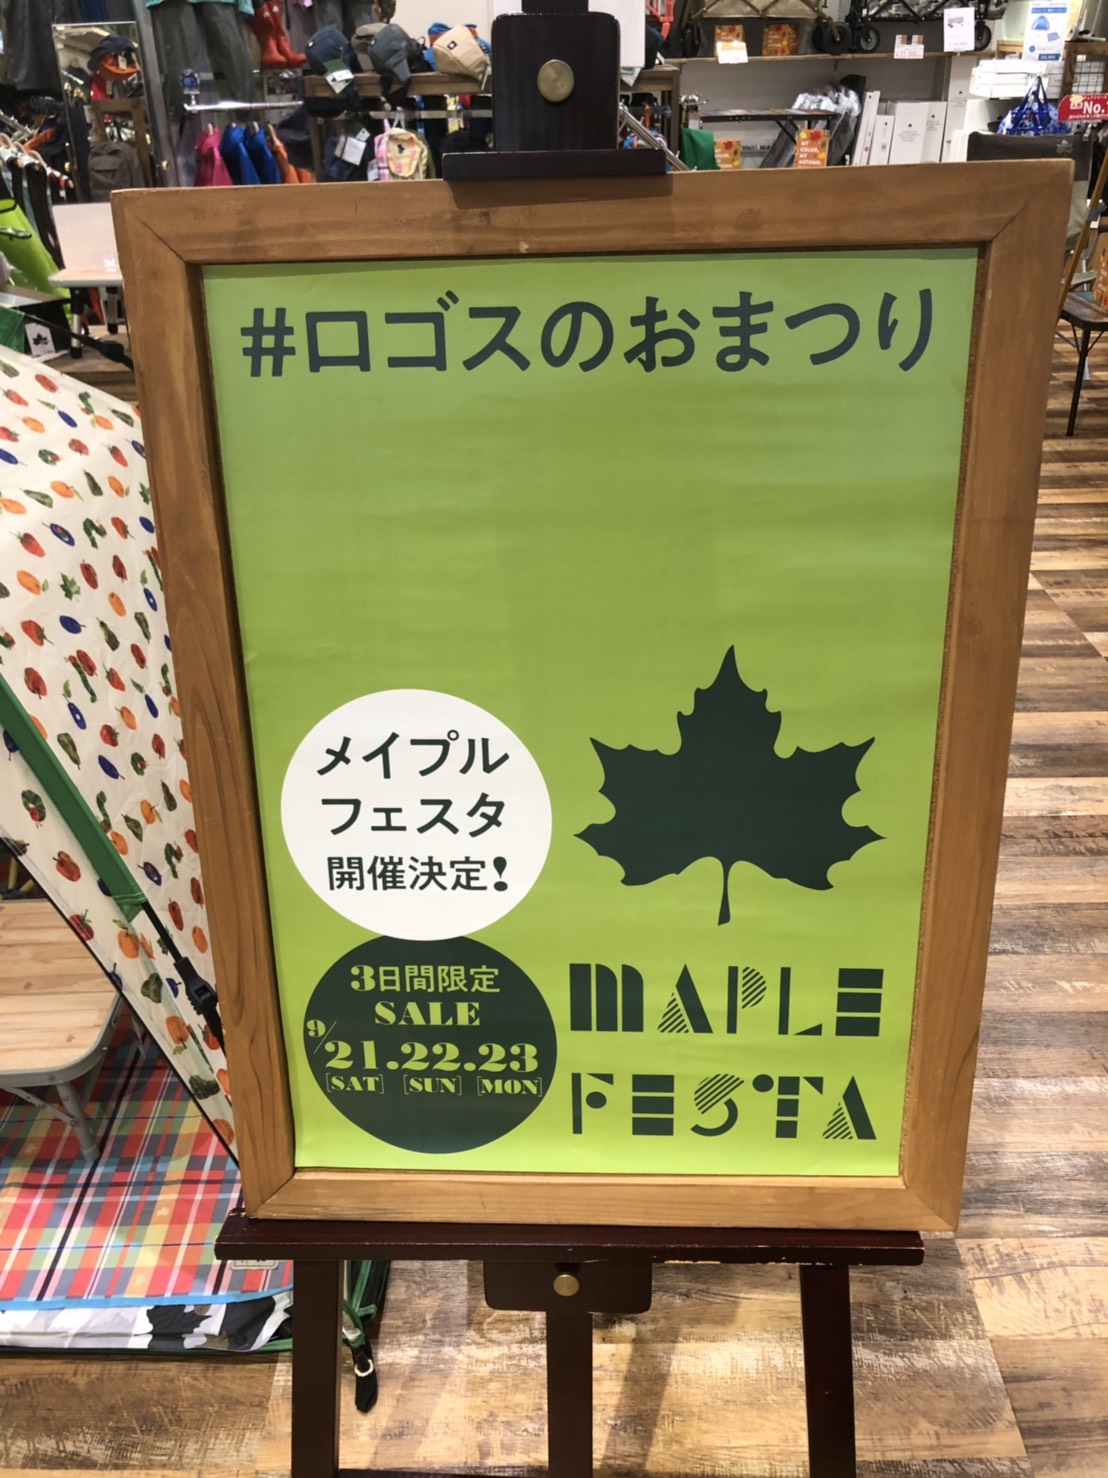 #ロゴスのおまつり
メイプル
フェスタ
開催決定!
3日間限定
SALE
9/21.22.23
[SAT] [SUN] [MON]
MAPLE
FESTA
No.